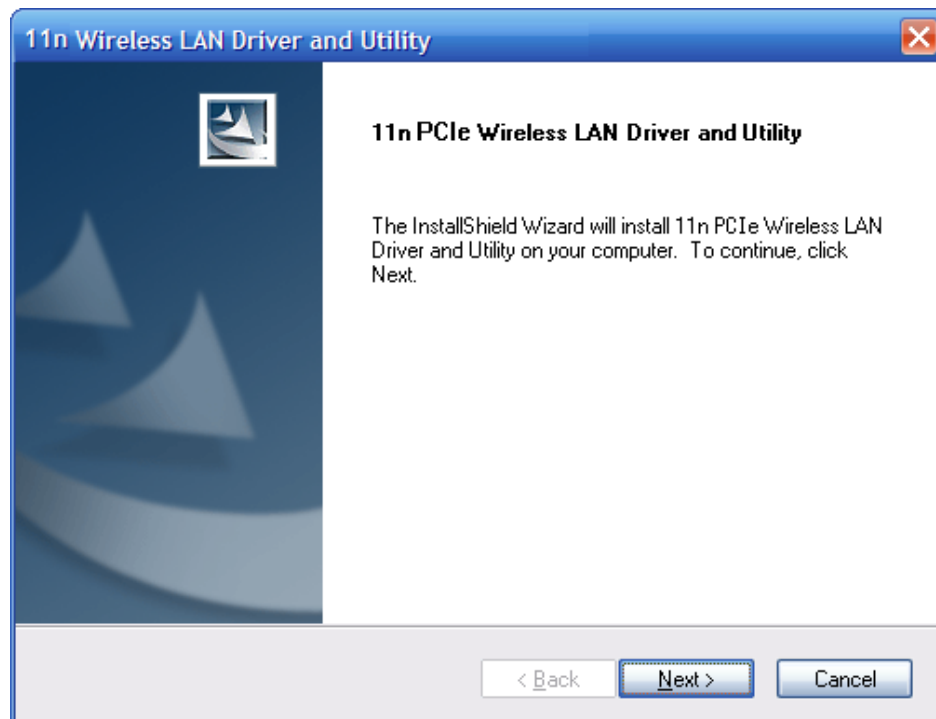 11n Wireless LAN Driver and Utility
11n PCIe Wireless LAN Driver and Utility
The InstallShield Wizard will install 11n PCIe Wireless LAN
Driver and Utility on your computer.  To continue, click
Next.
< Back
Next >
Cancel